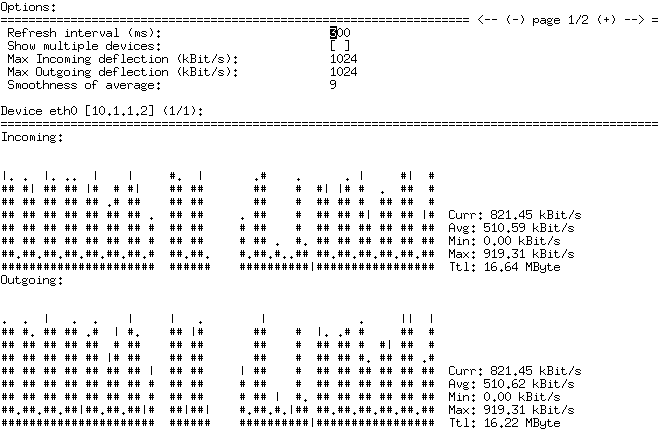 Options:
<-- (-) page 1/2 (+) -->
Refresh interval (ms): 300
Show multiple devices: [ ]
Max Incoming deflection (kBit/s): 1024
Max Outgoing deflection (kBit/s): 1024
Smoothness of average: 9
Device eth0 [10.1.1.2] (1/1):
Incoming:
Curr: 821.45 kBit/s
Avg: 510.59 kBit/s
Min: 0.00 kBit/s
Max: 919.31 kBit/s
Ttl: 16.64 MByte
Outgoing:
Curr: 821.45 kBit/s
Avg: 510.62 kBit/s
Min: 0.00 kBit/s
Max: 919.31 kBit/s
Ttl: 16.22 MByte